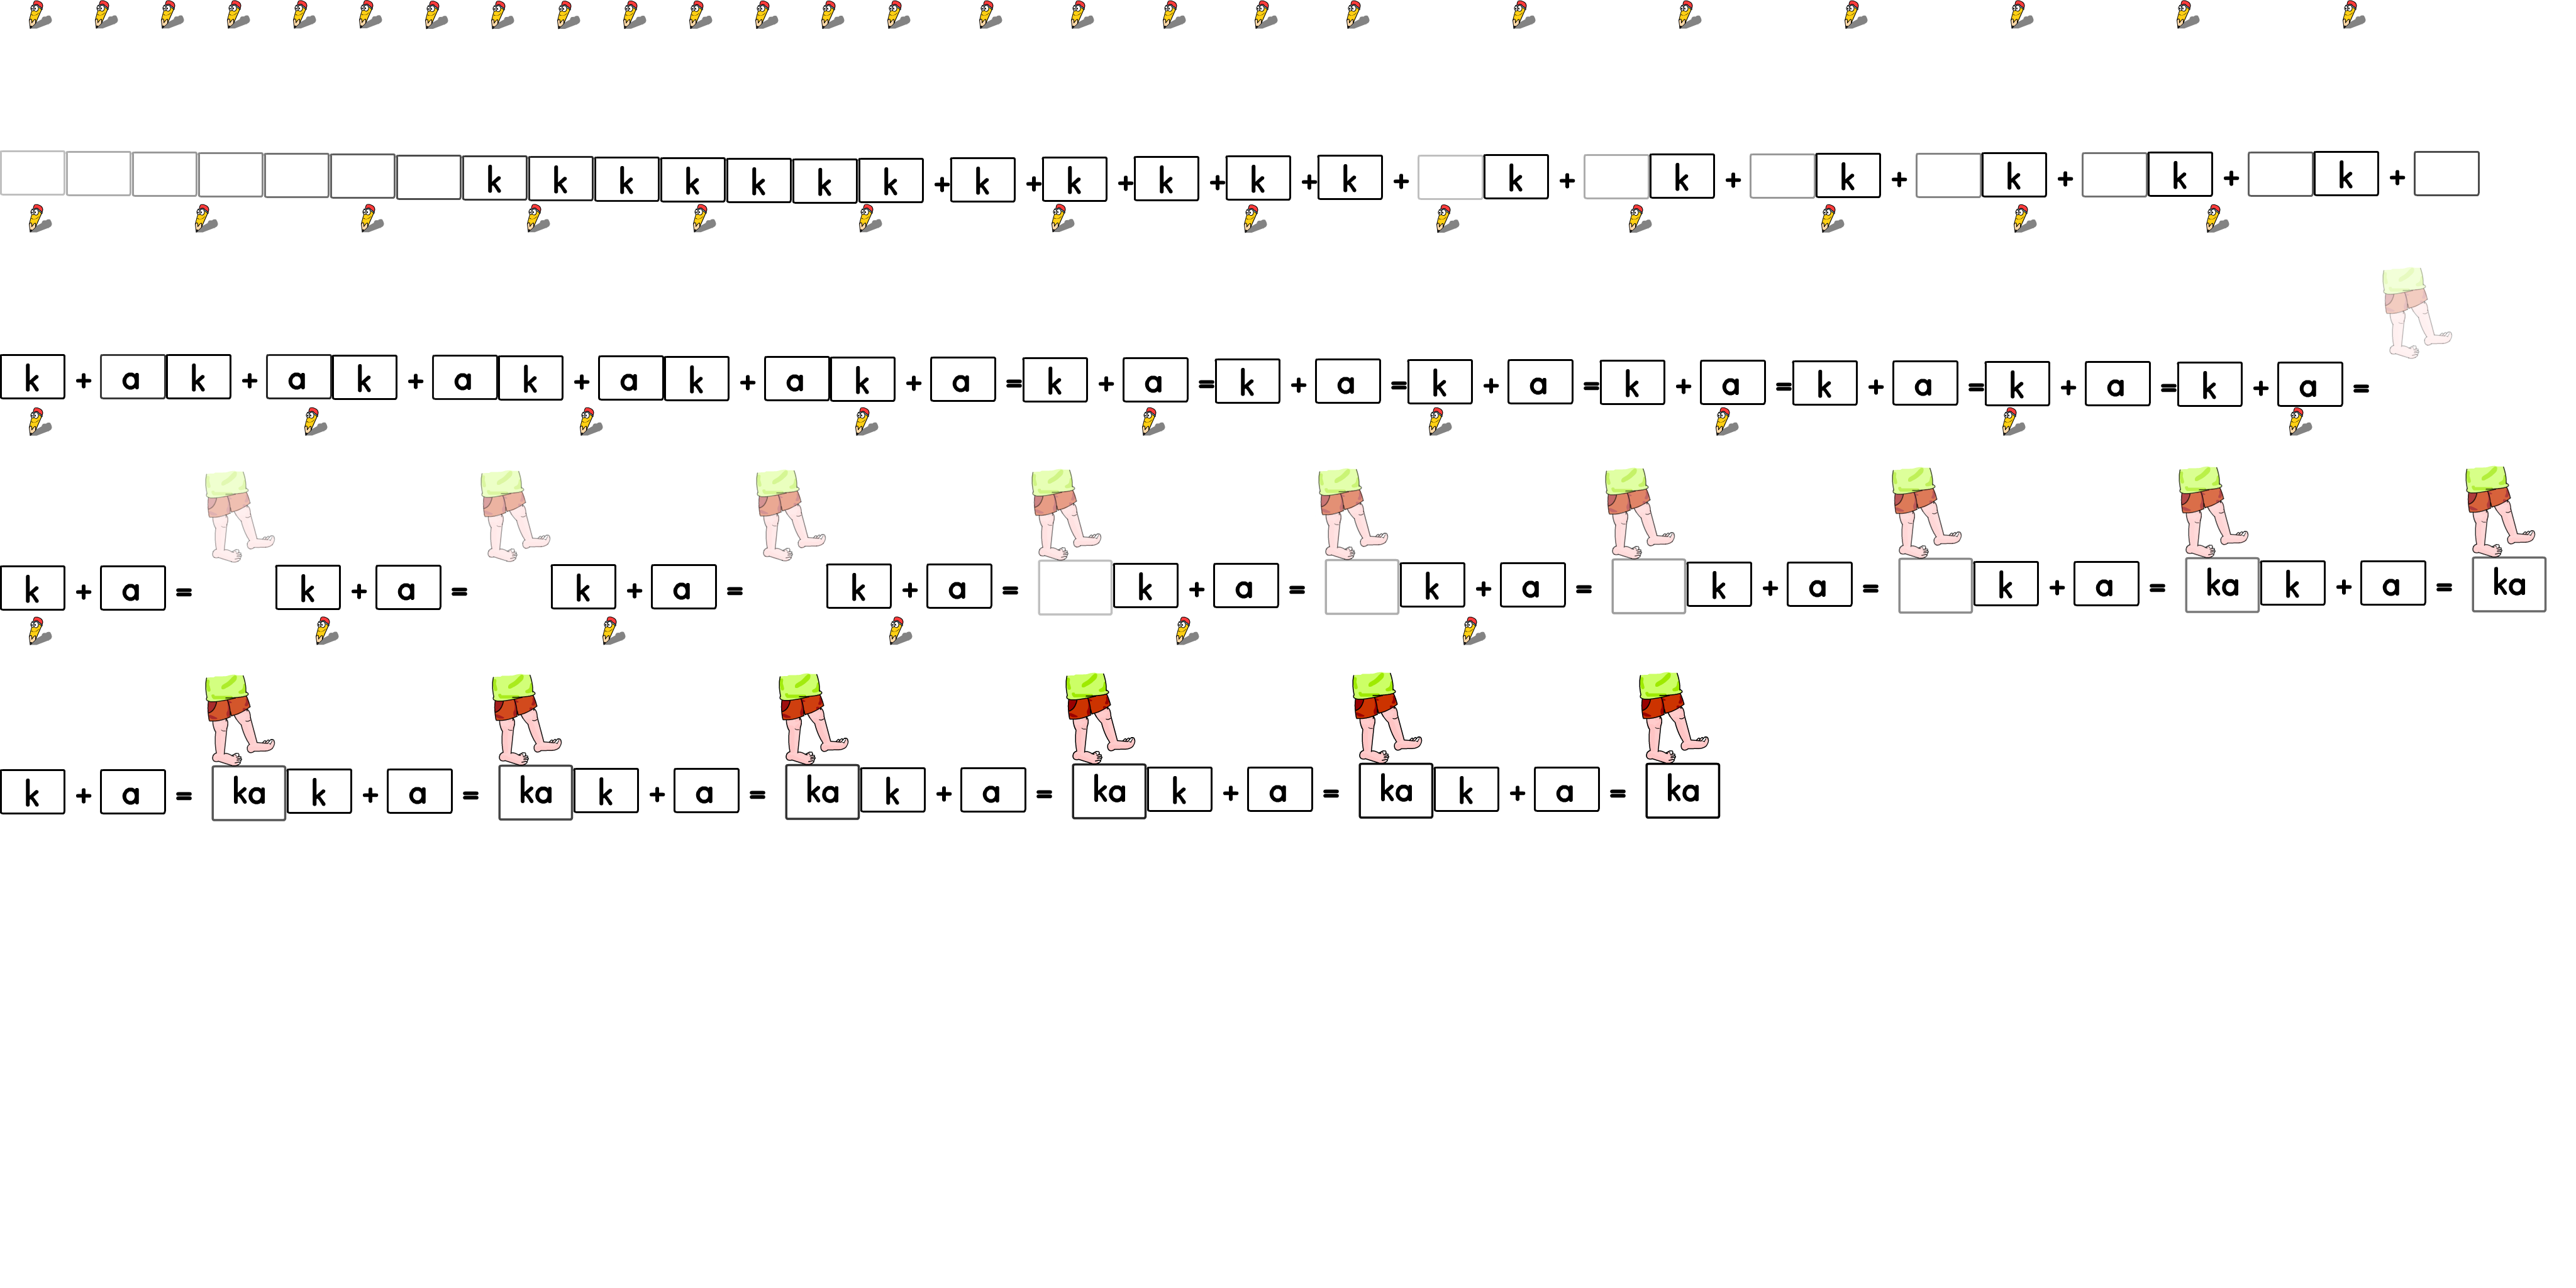 k k k k k k k + k + k + k + k + k + k + k + k + k + k + k +
k + a k + a k + a k + a k + a k + a = k + a = k + a = k + a = k + a = k + a = k + a = k + a =
k + a = k + a = k + a = k + a = k + a = k + a = k + a = k + a = ka k + a = ka
k + a = ka k + a = ka k + a = ka k + a = ka k + a = ka k + a = ka